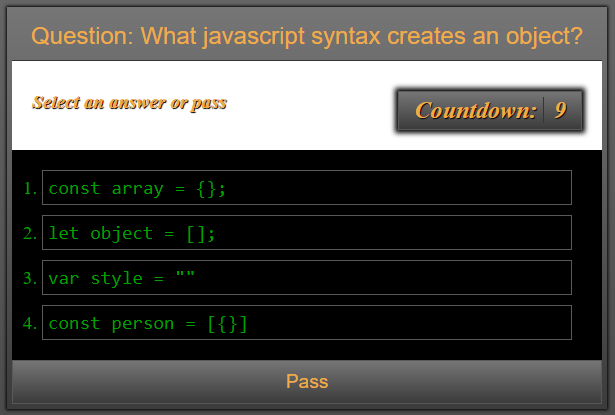 Question: What javascript syntax creates an object?
Select an answer or pass
Countdown: 9
1. const array = {};
2. let object = [];
3. var style = ""
4. const person = [{}]
Pass